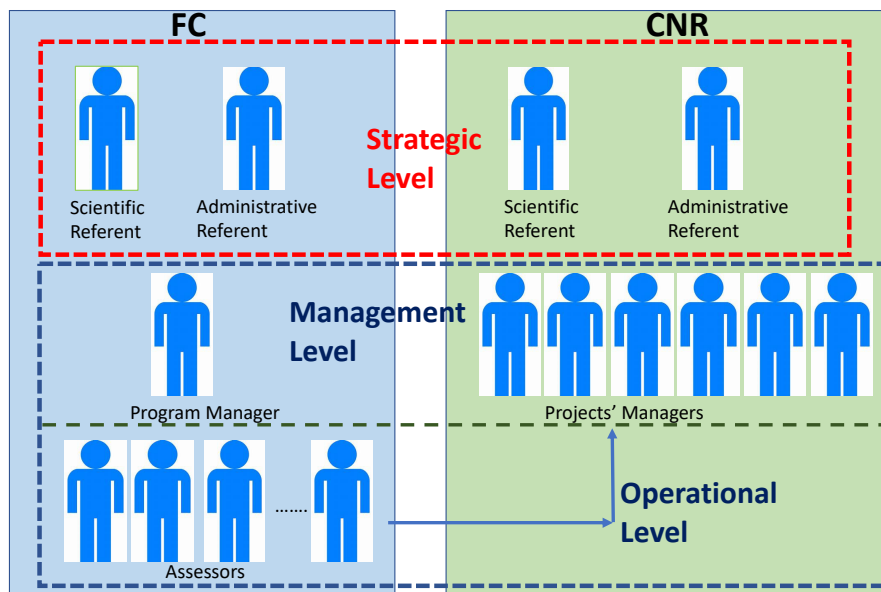 FC
CNR
Strategic
Level
Scientific
Referent
Administrative
Referent
Scientific
Referent
Administrative
Referent
Management
Level
Program Manager
Projects' Managers
Operational
Level
.......
Assessors